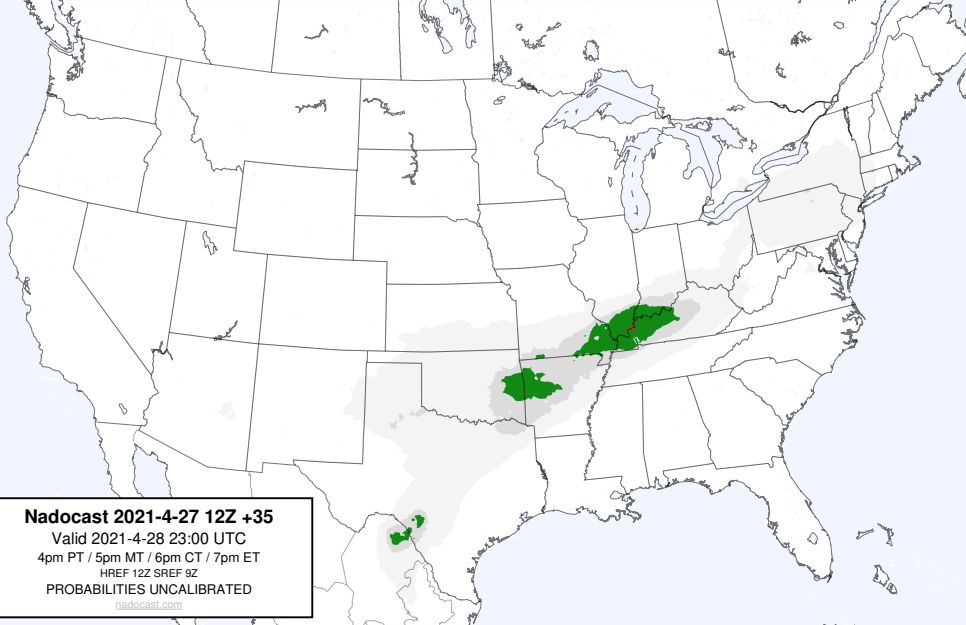 Nadocast 2021-4-27 12Z +35
Valid 2021-4-28 23:00 UTC
4pm PT / 5pm MT / 6pm CT / 7pm ET
HREF 12Z SREF 9Z
PROBABILITIES UNCALIBRATED
nadocast.com